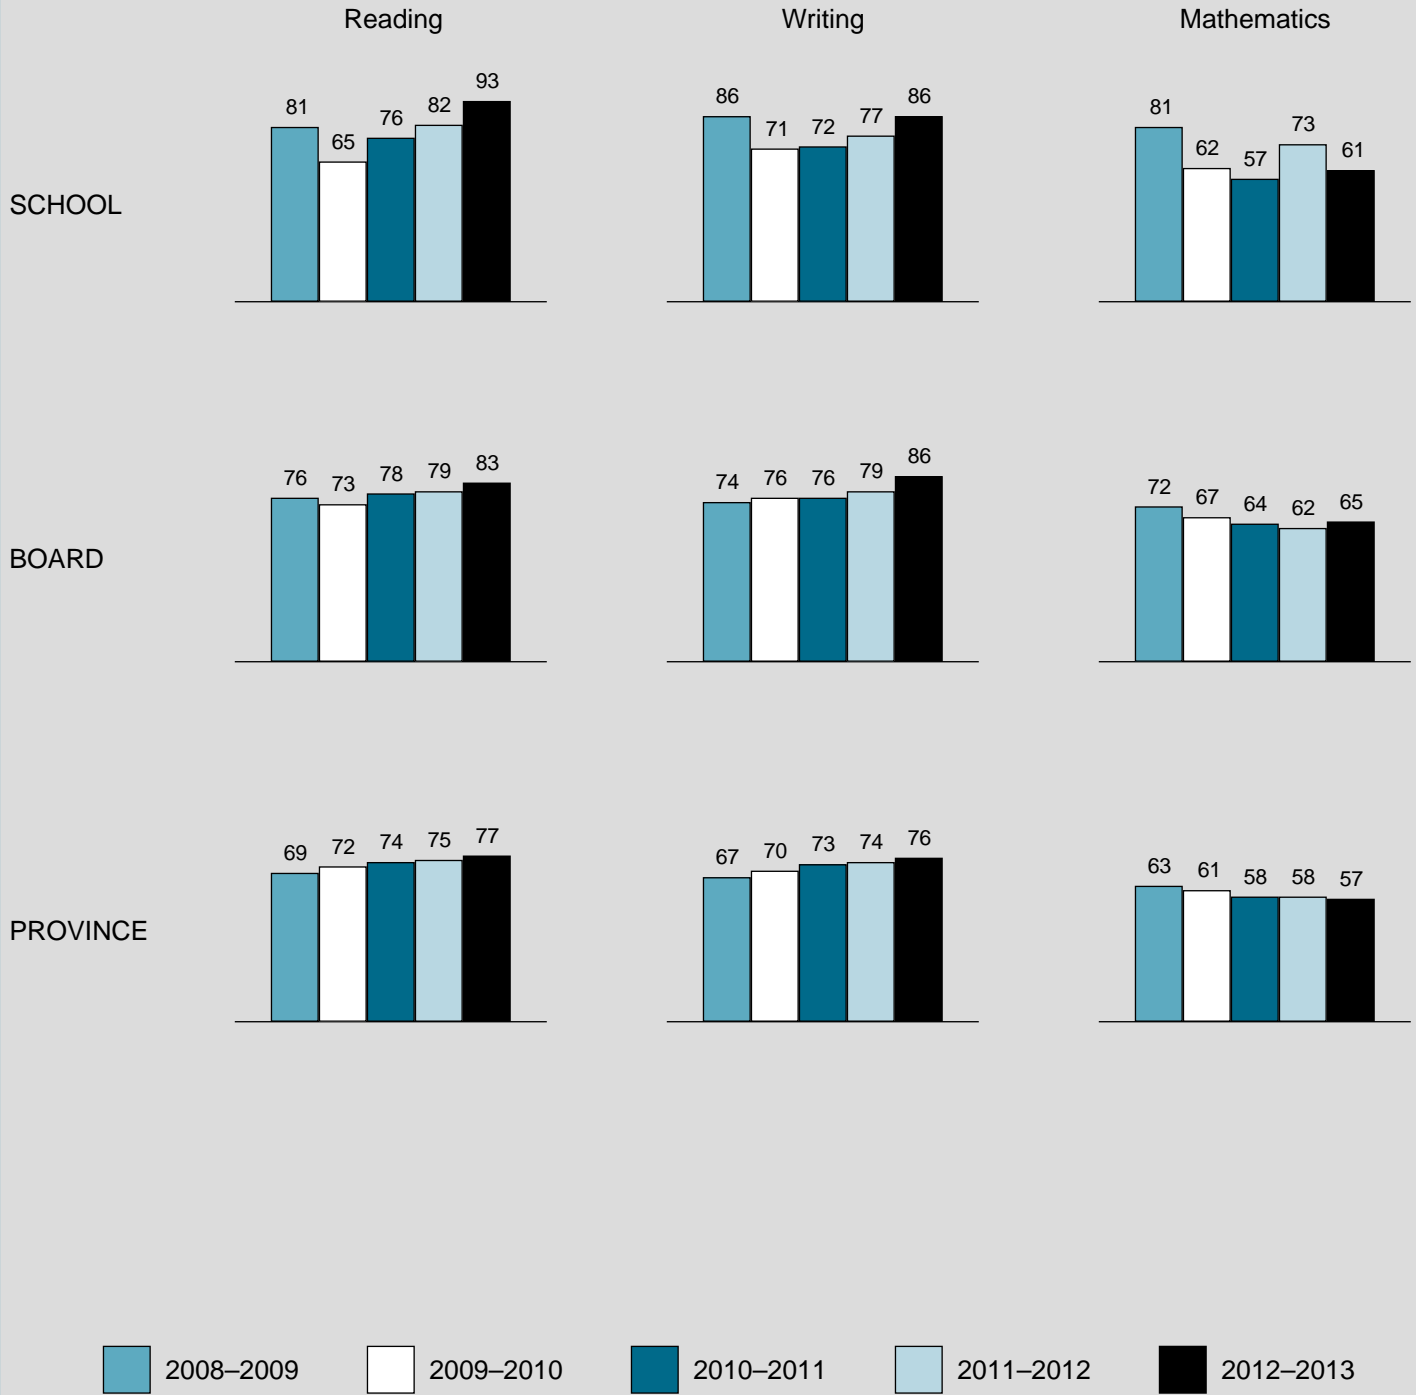 Reading Writing Mathematics
SCHOOL
81 65 76 82 93
86 71 72 77 86
81 62 57 73 61
BOARD
76 73 78 79 83
74 76 76 79 86
72 67 64 62 65
PROVINCE
69 72 74 75 77
67 70 73 74 76
63 61 58 58 57
2008–2009 2009–2010 2010–2011 2011–2012 2012–2013